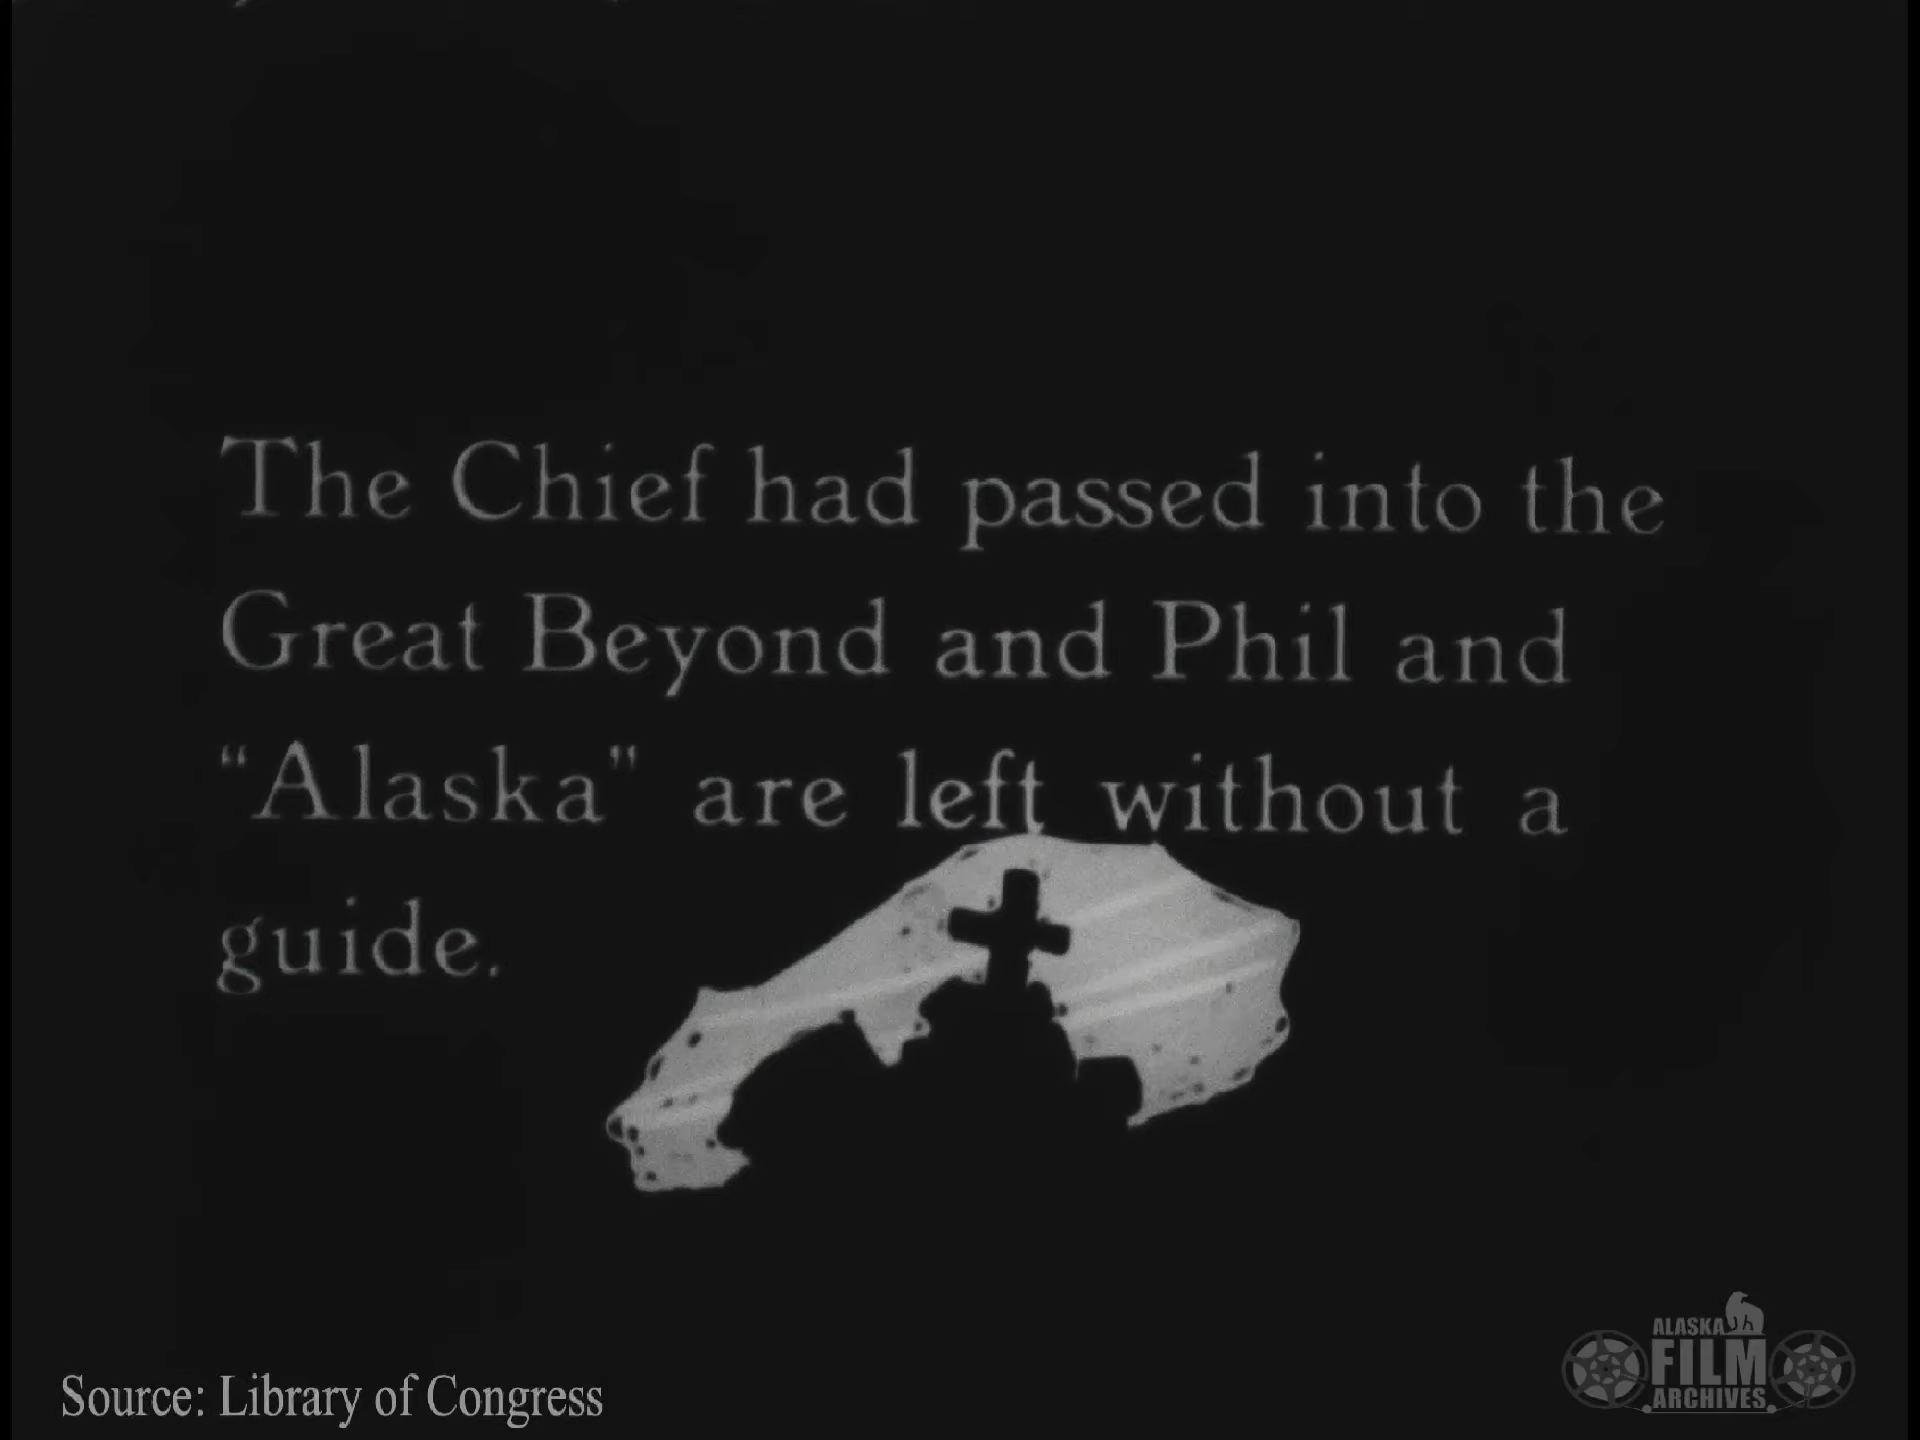 The Chief had passed into the
Great Beyond and Phil and
"Alaska" are left without a
guide.
Source: Library of Congress
ALASKA
FILM
ARCHIVES